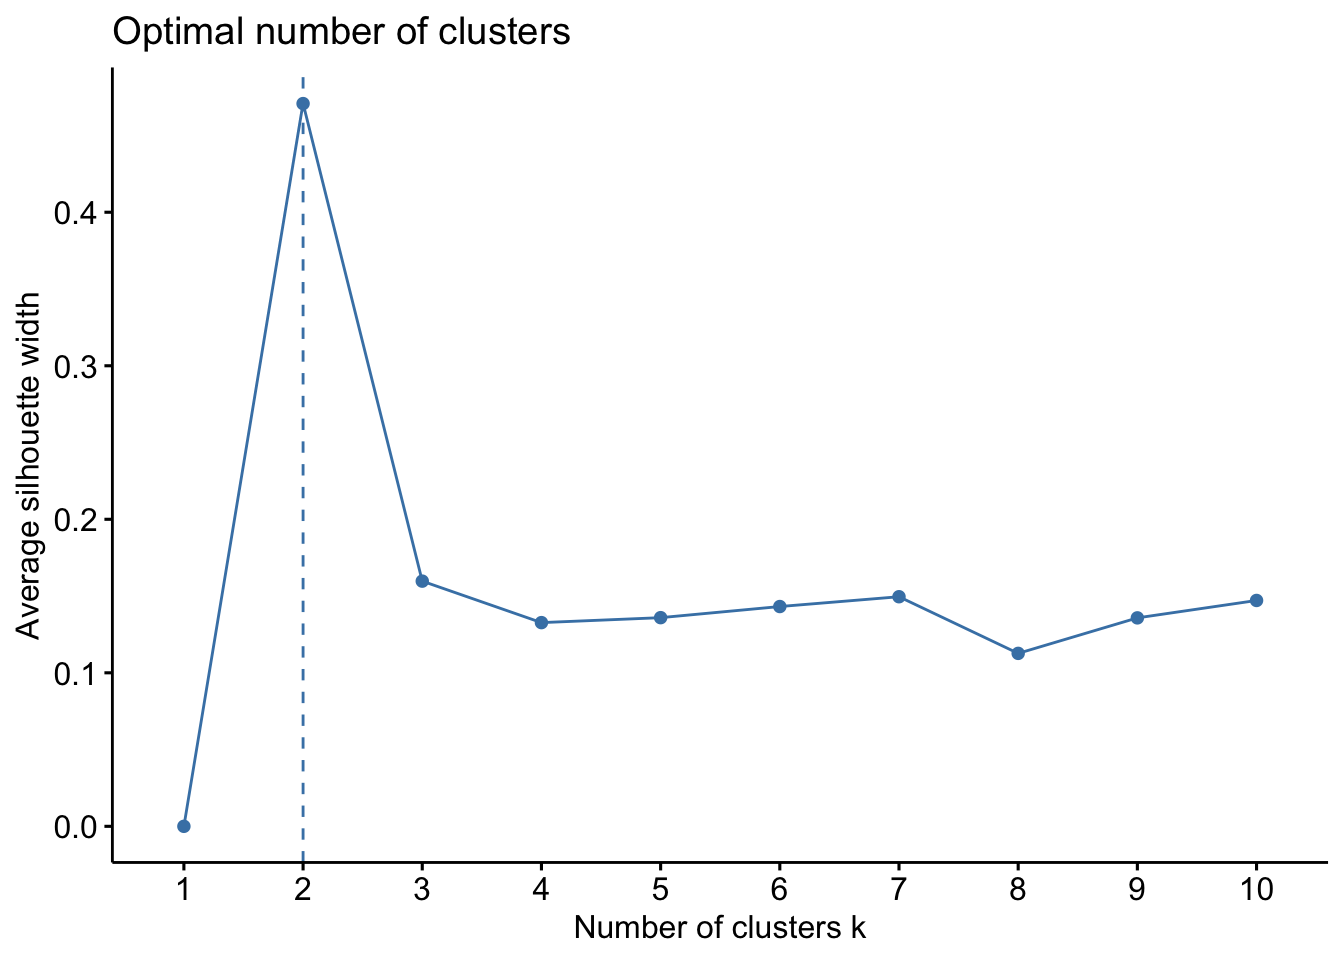 Optimal number of clusters
Average silhouette width
0.4
0.3
0.2
0.1
0.0
1 2 3 4 5 6 7 8 9 10
Number of clusters k